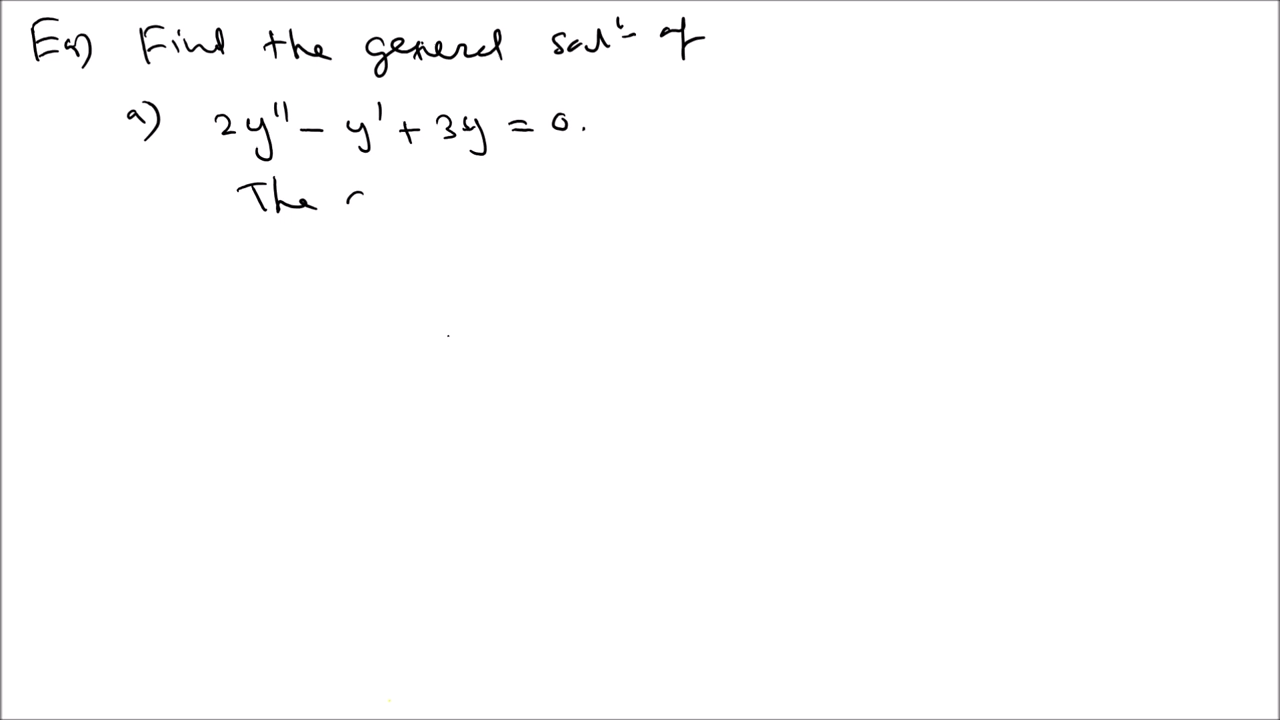 Ex) Find the general sol'- of
a) 2y'' - y' + 3y = 0.
The c